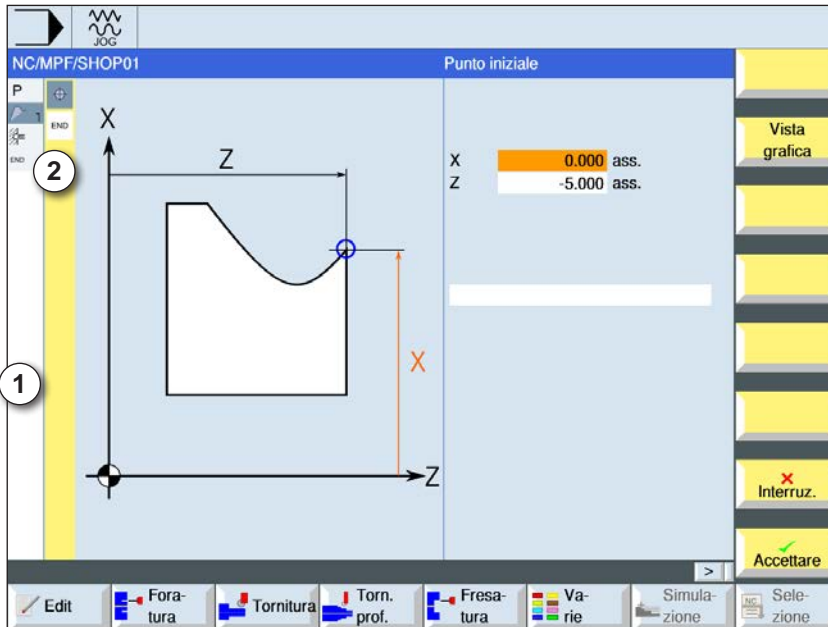 JOG
NC/MPF/SHOP01
Punto iniziale
P
1
END
END
2
1
X
Z
X
Z
X 0.000 ass.
Z -5.000 ass.
Vista
grafica
Interruz.
Accettare
>
Edit
Fora-
tura
Tornitura
Torn.
prof.
Fresa-
tura
Va-
rie
Simula-
zione
NC
Sele-
zione